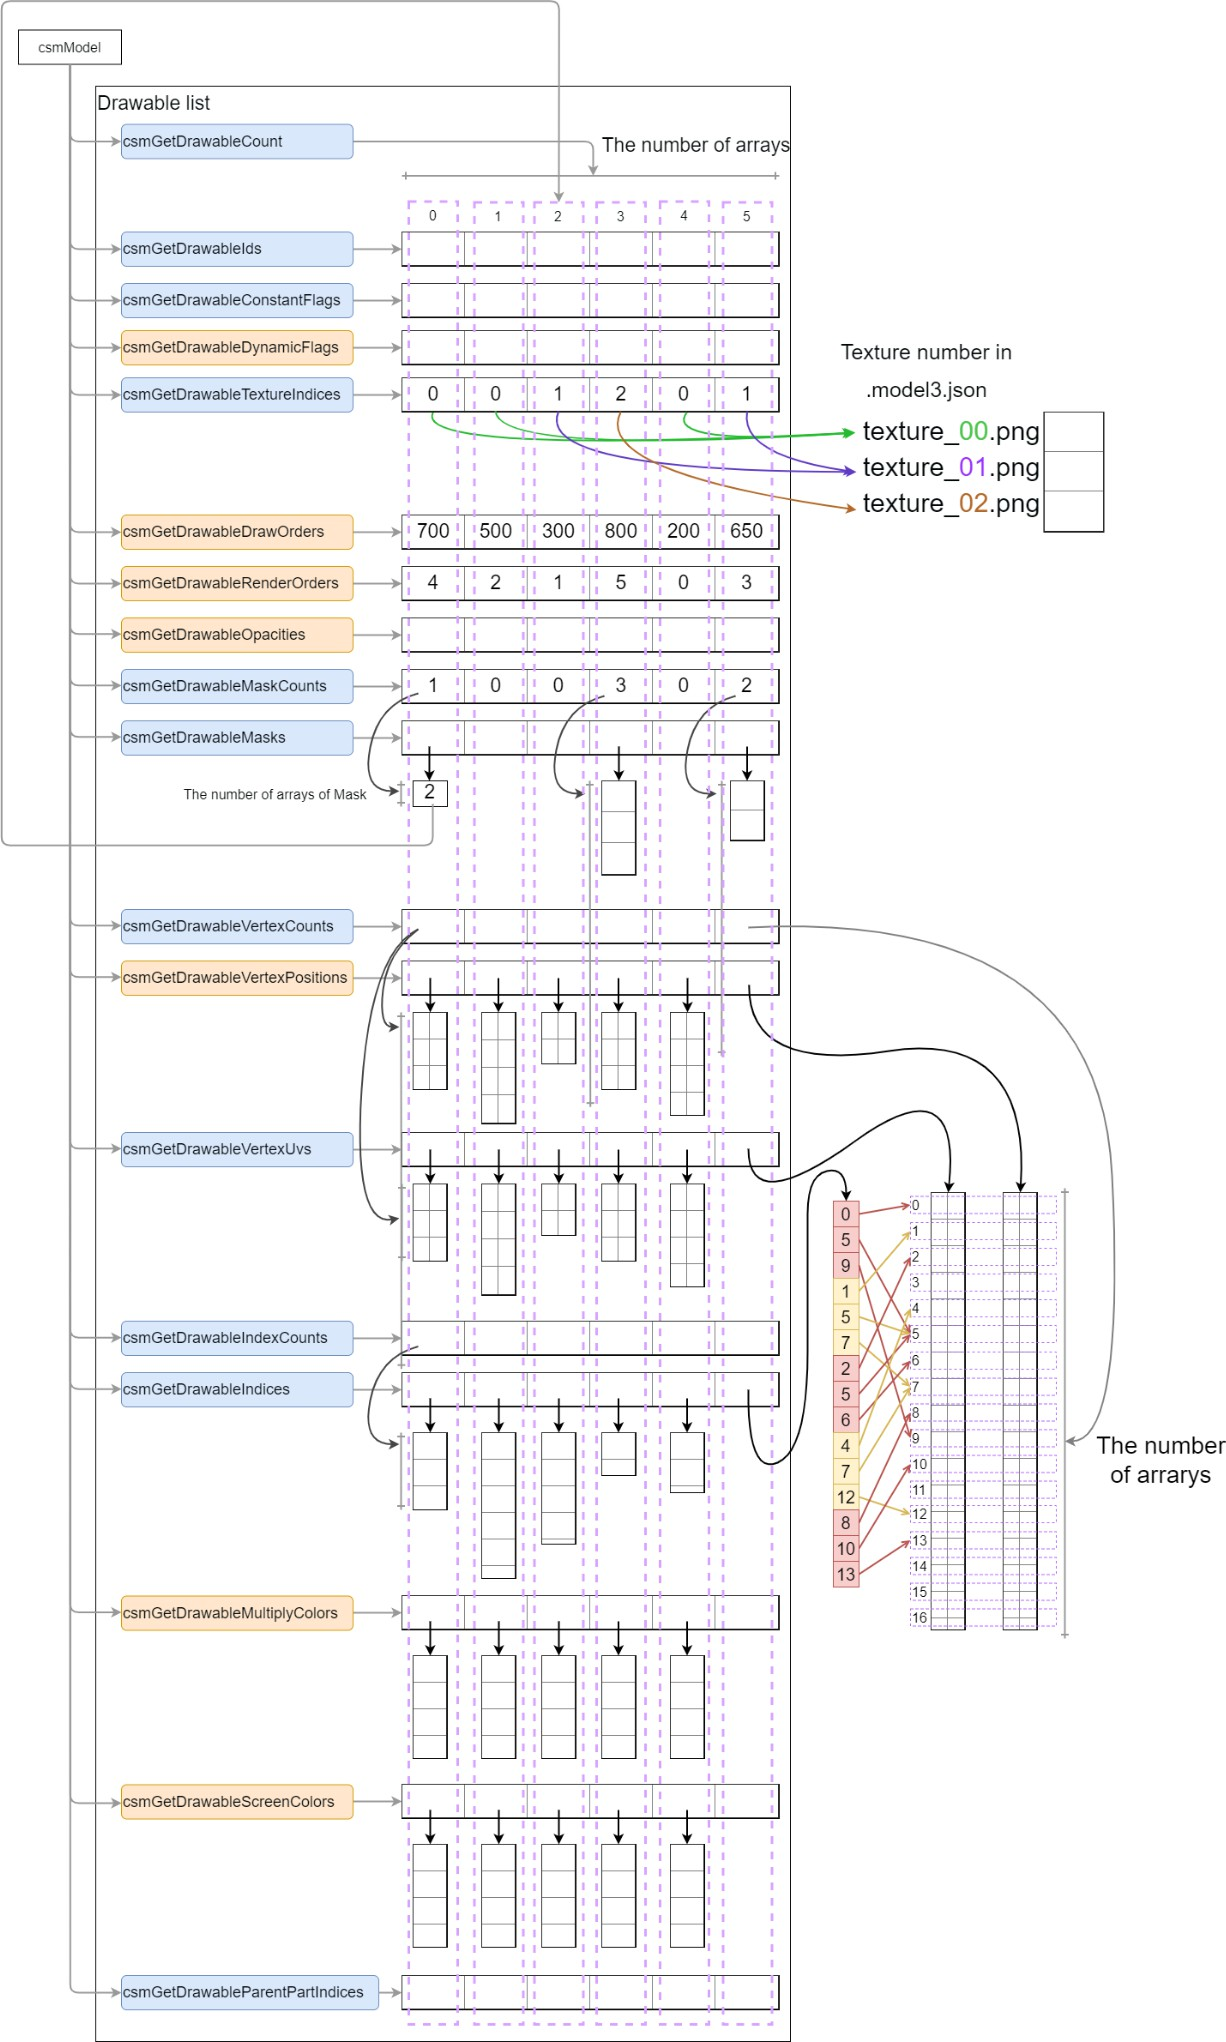 csmModel
Drawable list
csmGetDrawableCount
The number of arrays
0 1 2 3 4 5
csmGetDrawableIds
csmGetDrawableConstantFlags
csmGetDrawableDynamicFlags
csmGetDrawableTextureIndices
0 0 1 2 0 1
Texture number in
.model3.json
texture_00.png
texture_01.png
texture_02.png
csmGetDrawableDrawOrders
700 500 300 800 200 650
csmGetDrawableRenderOrders
4 2 1 5 0 3
csmGetDrawableOpacities
csmGetDrawableMaskCounts
1 0 0 3 0 2
csmGetDrawableMasks
The number of arrays of Mask
2
csmGetDrawableVertexCounts
csmGetDrawableVertexPositions
csmGetDrawableVertexUvs
csmGetDrawableIndexCounts
csmGetDrawableIndices
0
5
9
1
5
7
2
5
6
4
7
12
8
10
13
0
1
2
3
4
5
6
7
8
9
10
11
12
13
14
15
16
The number
of arrarys
csmGetDrawableMultiplyColors
csmGetDrawableScreenColors
csmGetDrawableParentPartIndices